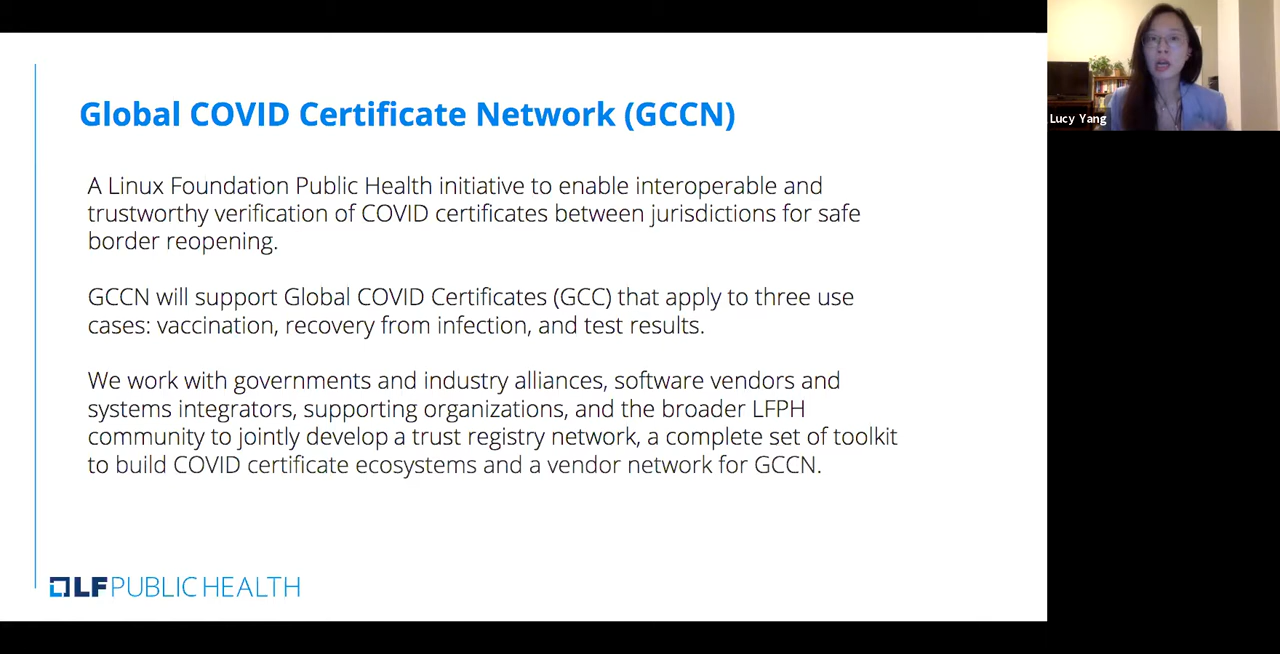 Global COVID Certificate Network (GCCN)
A Linux Foundation Public Health initiative to enable interoperable and
trustworthy verification of COVID certificates between jurisdictions for safe
border reopening.
GCCN will support Global COVID Certificates (GCC) that apply to three use
cases: vaccination, recovery from infection, and test results.
We work with governments and industry alliances, software vendors and
systems integrators, supporting organizations, and the broader LFPH
community to jointly develop a trust registry network, a complete set of toolkit
to build COVID certificate ecosystems and a vendor network for GCCN.
LFPUBLICHEALTH
Lucy Yang